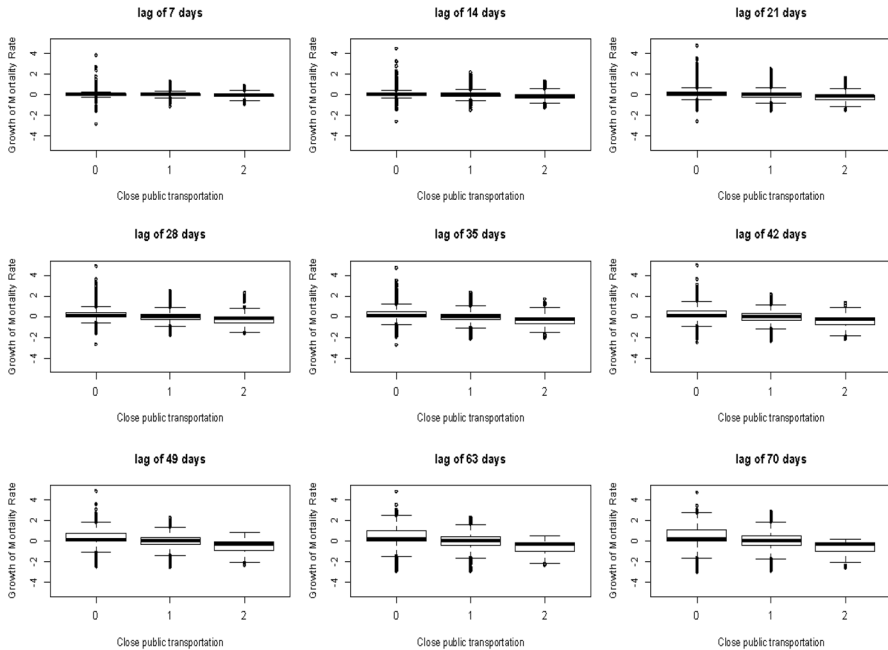 lag of 7 days
lag of 14 days
lag of 21 days
Growth of Mortality Rate
4
2
0
-2
-4
0
1
2
Close public transportation
Growth of Mortality Rate
4
2
0
-2
-4
0
1
2
Close public transportation
Growth of Mortality Rate
4
2
0
-2
-4
0
1
2
Close public transportation
lag of 28 days
lag of 35 days
lag of 42 days
Growth of Mortality Rate
4
2
0
-2
-4
0
1
2
Close public transportation
Growth of Mortality Rate
4
2
0
-2
-4
0
1
2
Close public transportation
Growth of Mortality Rate
4
2
0
-2
-4
0
1
2
Close public transportation
lag of 49 days
lag of 63 days
lag of 70 days
Growth of Mortality Rate
4
2
0
-2
-4
0
1
2
Close public transportation
Growth of Mortality Rate
4
2
0
-2
-4
0
1
2
Close public transportation
Growth of Mortality Rate
4
2
0
-2
-4
0
1
2
Close public transportation